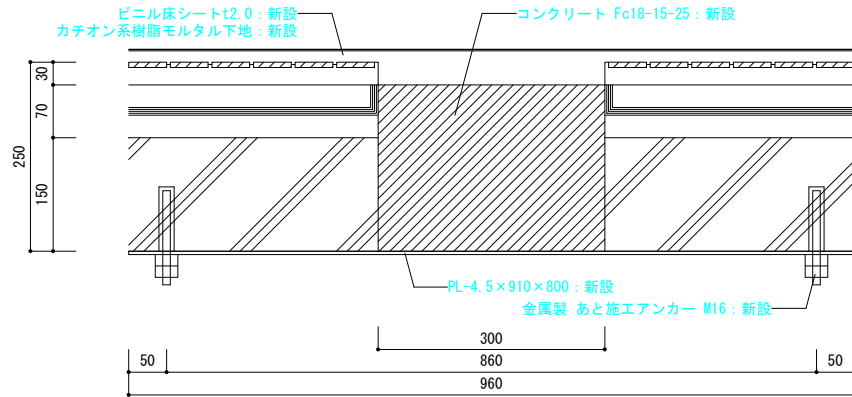 ビニル床シートt2.0：新設
コンクリート Fc18-15-25：新設
カチオン系樹脂モルタル下地：新設
30
70
250
150
PL-4.5×910×800：新設
金属製 あと施工アンカー M16：新設
300
50
860
50
960